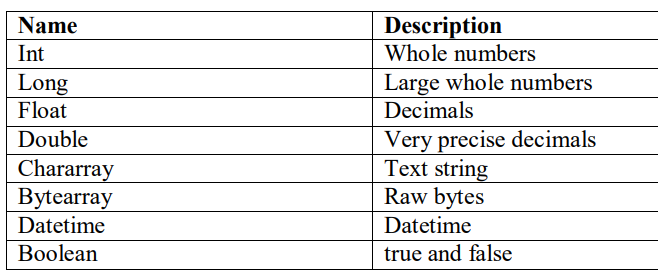 Name Description
Int Whole numbers
Long Large whole numbers
Float Decimals
Double Very precise decimals
Chararray Text string
Bytearray Raw bytes
Datetime Datetime
Boolean true and false